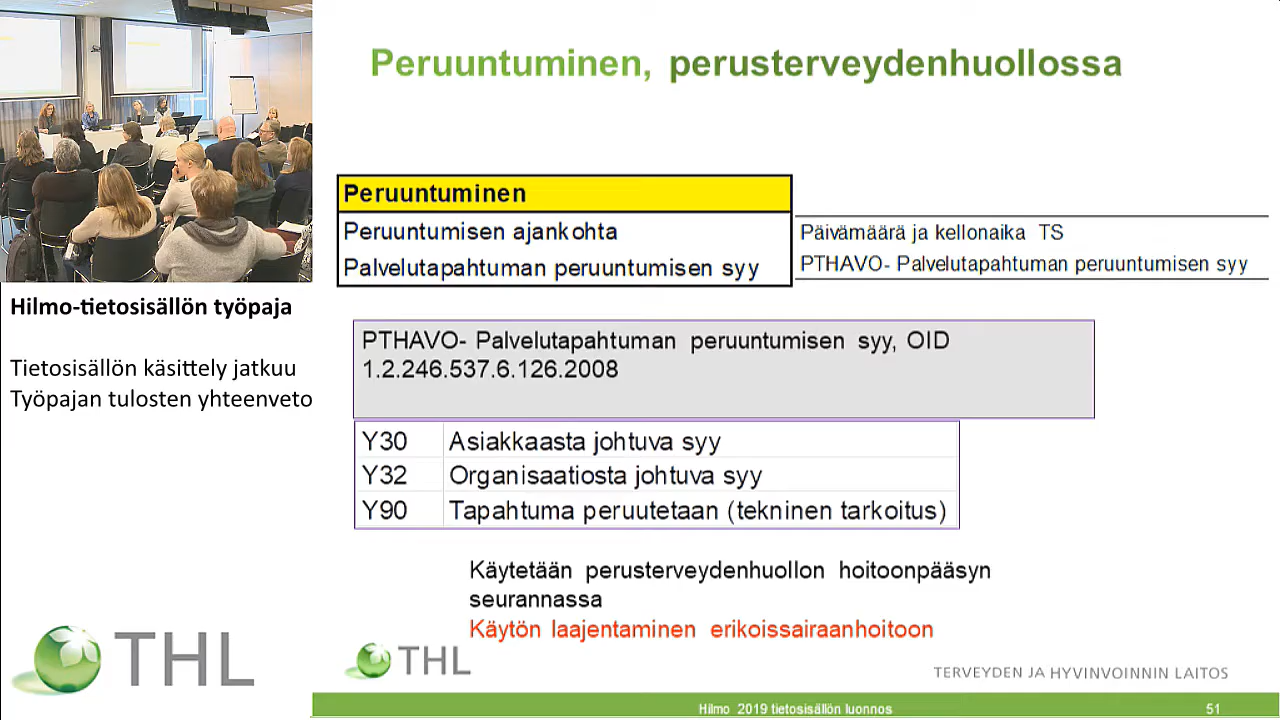 Peruuntuminen, perusterveydenhuollossa
Peruuntuminen
Peruuntumisen ajankohta
Päivämäärä ja kellonaika TS
Palvelutapahtuman peruuntumisen syy
PTHAVO- Palvelutapahtuman peruuntumisen syy
Hilmo-tietosisällön työpaja
Tietosisällön käsittely jatkuu
Työpajan tulosten yhteenveto
PTHAVO- Palvelutapahtuman peruuntumisen syy, OID
1.2.246.537.6.126.2008
Y30 Asiakkaasta johtuva syy
Y32 Organisaatiosta johtuva syy
Y90 Tapahtuma peruutetaan (tekninen tarkoitus)
Käytetään perusterveydenhuollon hoitoonpääsyn
seurannassa
Käytön laajentaminen erikoissairaanhoitoon
THL
THL
TERVEYDEN JA HYVINVOINNIN LAITOS
Hilmo 2019 tietosisällön luonnos
51